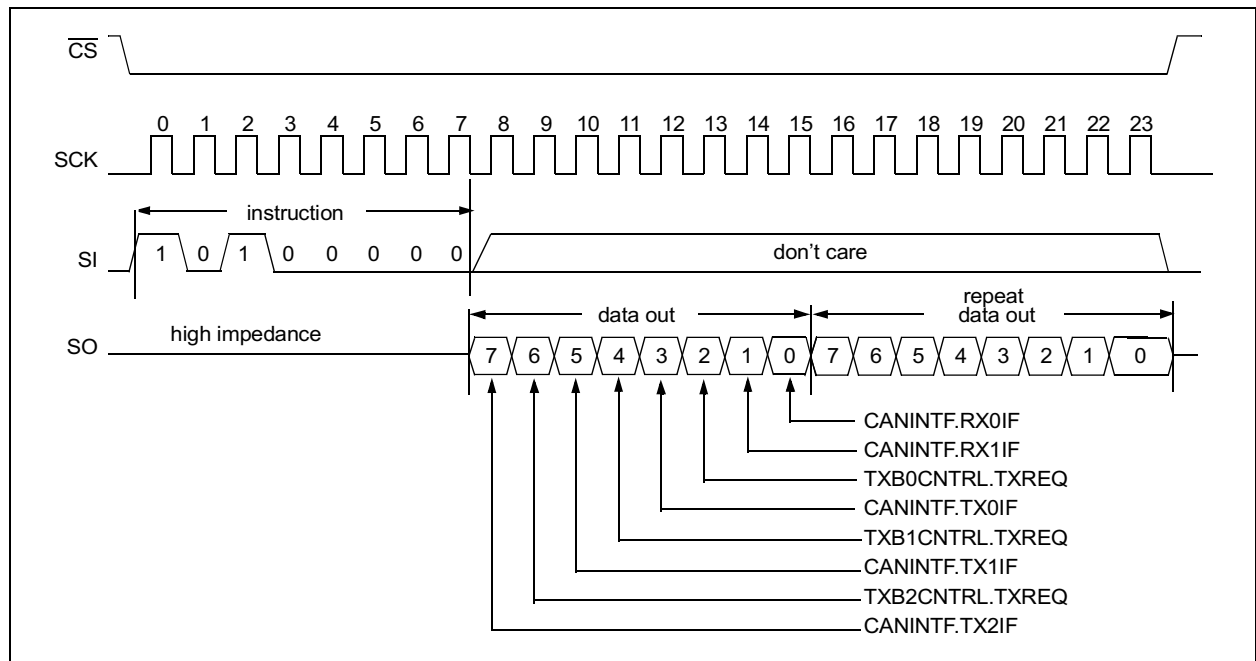 CS
0 1 2 3 4 5 6 7 8 9 10 11 12 13 14 15 16 17 18 19 20 21 22 23
SCK
instruction
SI 1 0 1 0 0 0 0 0 don't care
repeat
data out data out
SO high impedance
7 6 5 4 3 2 1 0 7 6 5 4 3 2 1 0
CANINTF.RX0IF
CANINTF.RX1IF
TXB0CNTRL.TXREQ
CANINTF.TX0IF
TXB1CNTRL.TXREQ
CANINTF.TX1IF
TXB2CNTRL.TXREQ
CANINTF.TX2IF